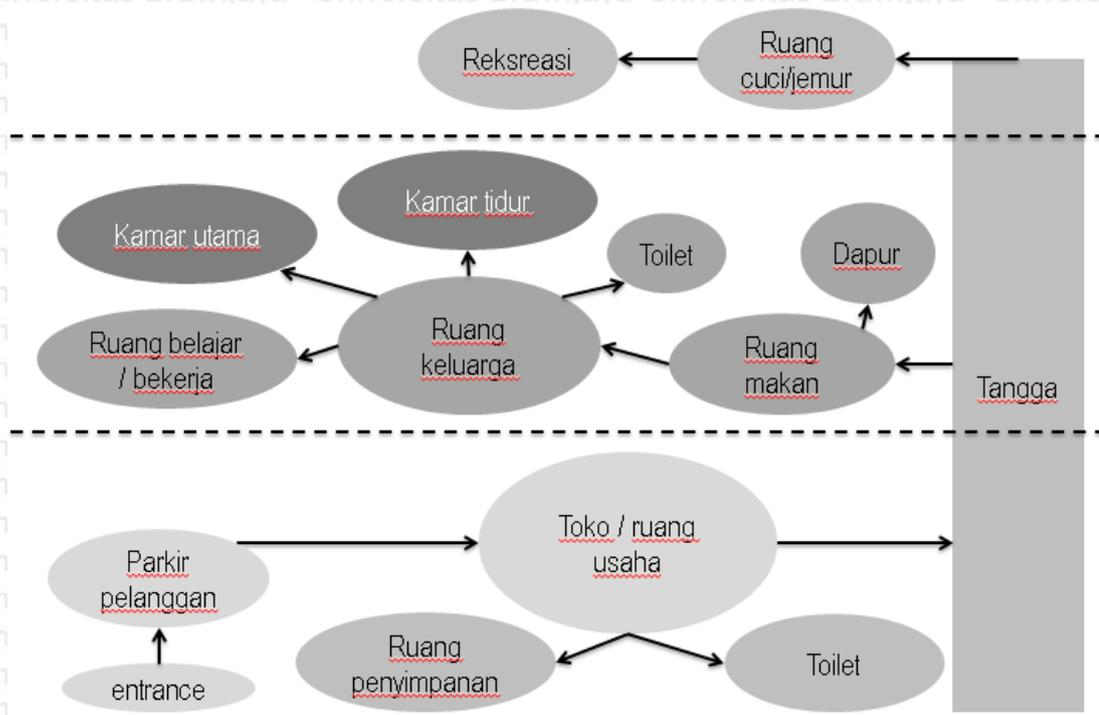 Reksreasi
Ruang
cuci/jemur
Kamar utama
Kamar tidur
Toilet
Dapur
Ruang belajar
/ bekerja
Ruang
keluarga
Ruang
makan
Tangga
Toko / ruang
usaha
Parkir
pelanggan
Ruang
penyimpanan
Toilet
entrance